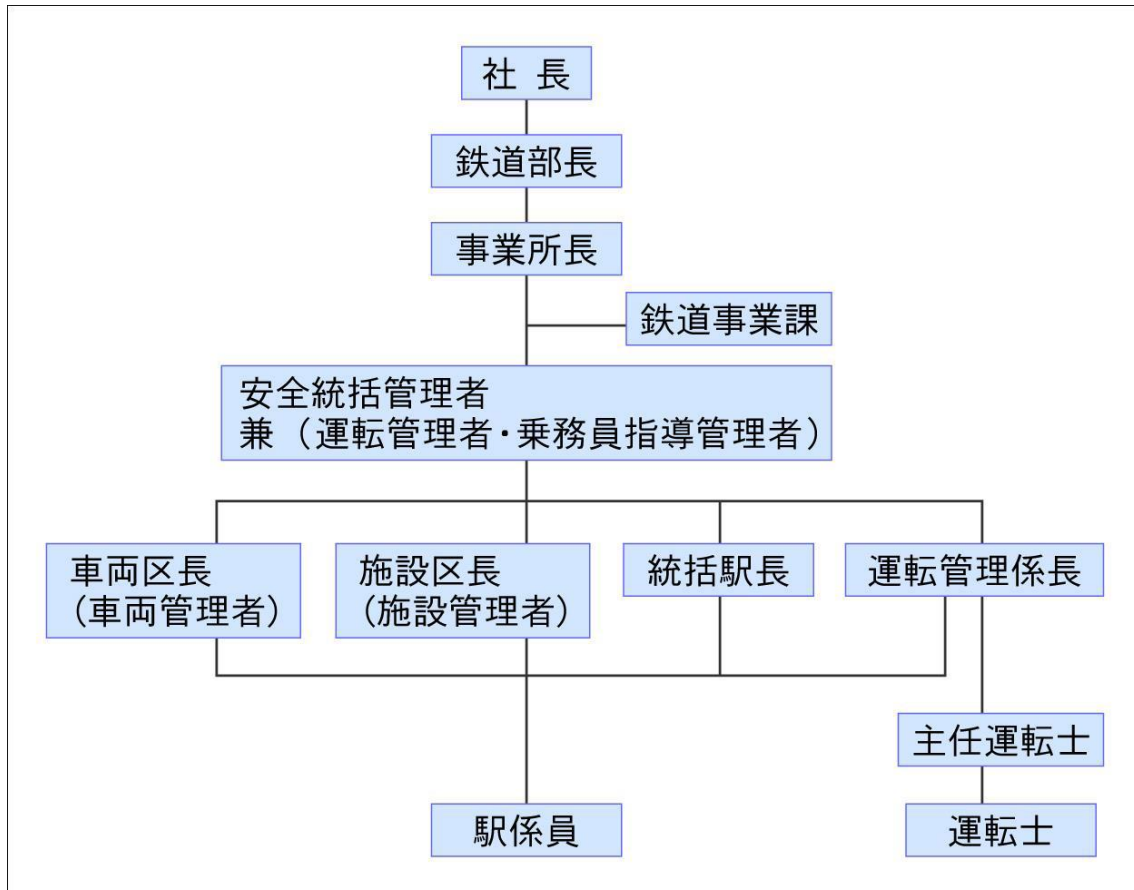 社 長
鉄道部長
事業所長
鉄道事業課
安全統括管理者
兼（運転管理者・乗務員指導管理者）
車両区長
（車両管理者）
施設区長
（施設管理者）
統括駅長
運転管理係長
主任運転士
駅係員
運転士